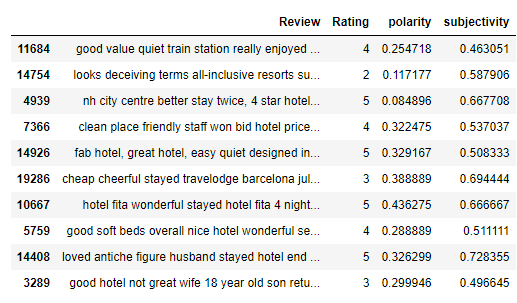 Review Rating polarity subjectivity
11684 good value quiet train station really enjoyed ... 4 0.254718 0.463051
14754 looks deceiving terms all-inclusive resorts su... 2 0.117177 0.587906
4939 nh city centre better stay twice, 4 star hotel... 5 0.084896 0.667708
7366 clean place friendly staff won bid hotel price... 4 0.322475 0.537037
14926 fab hotel, great hotel, easy quiet designed in... 5 0.329167 0.508333
19286 cheap cheerful stayed travelodge barcelona jul... 3 0.388889 0.694444
10667 hotel fita wonderful stayed hotel fita 4 night... 5 0.436275 0.666667
5759 good soft beds overall nice hotel wonderful se... 4 0.288889 0.511111
14408 loved antiche figure husband stayed hotel end ... 5 0.326299 0.728355
3289 good hotel not great wife 18 year old son retu... 3 0.299946 0.496645